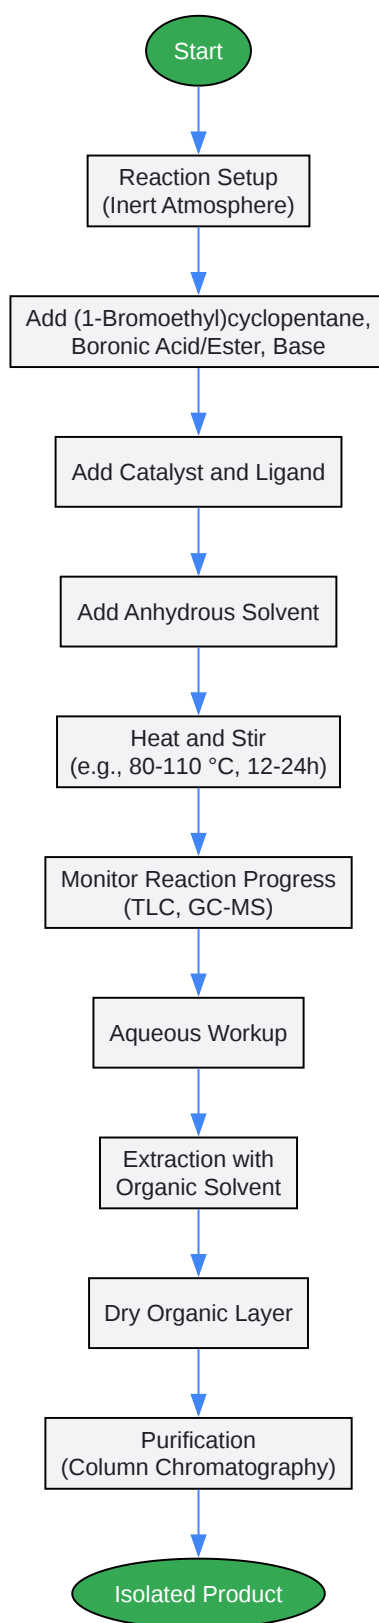 Start
Reaction Setup
(Inert Atmosphere)
Add (1-Bromoethyl)cyclopentane,
Boronic Acid/Ester, Base
Add Catalyst and Ligand
Add Anhydrous Solvent
Heat and Stir
(e.g., 80-110 °C, 12-24h)
Monitor Reaction Progress
(TLC, GC-MS)
Aqueous Workup
Extraction with
Organic Solvent
Dry Organic Layer
Purification
(Column Chromatography)
Isolated Product